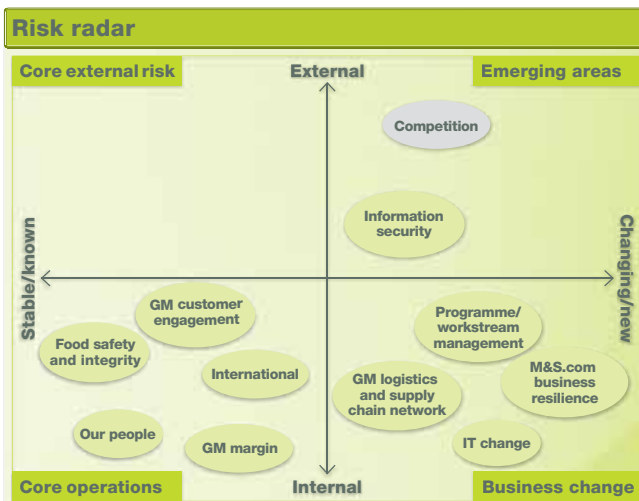 Risk radar
Core external risk
External
Emerging areas
Competition
Information
security
Stable/known
Changing/new
GM customer
engagement
Food safety
and integrity
International
Our people
GM margin
Programme/
workstream
management
GM logistics
and supply
chain network
M&S.com
business
resilience
IT change
Core operations
Internal
Business change